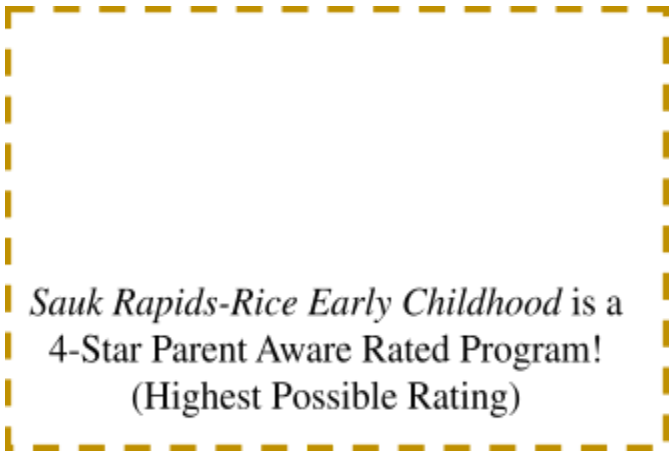 Sauk Rapids-Rice Early Childhood is a
4-Star Parent Aware Rated Program!
(Highest Possible Rating)